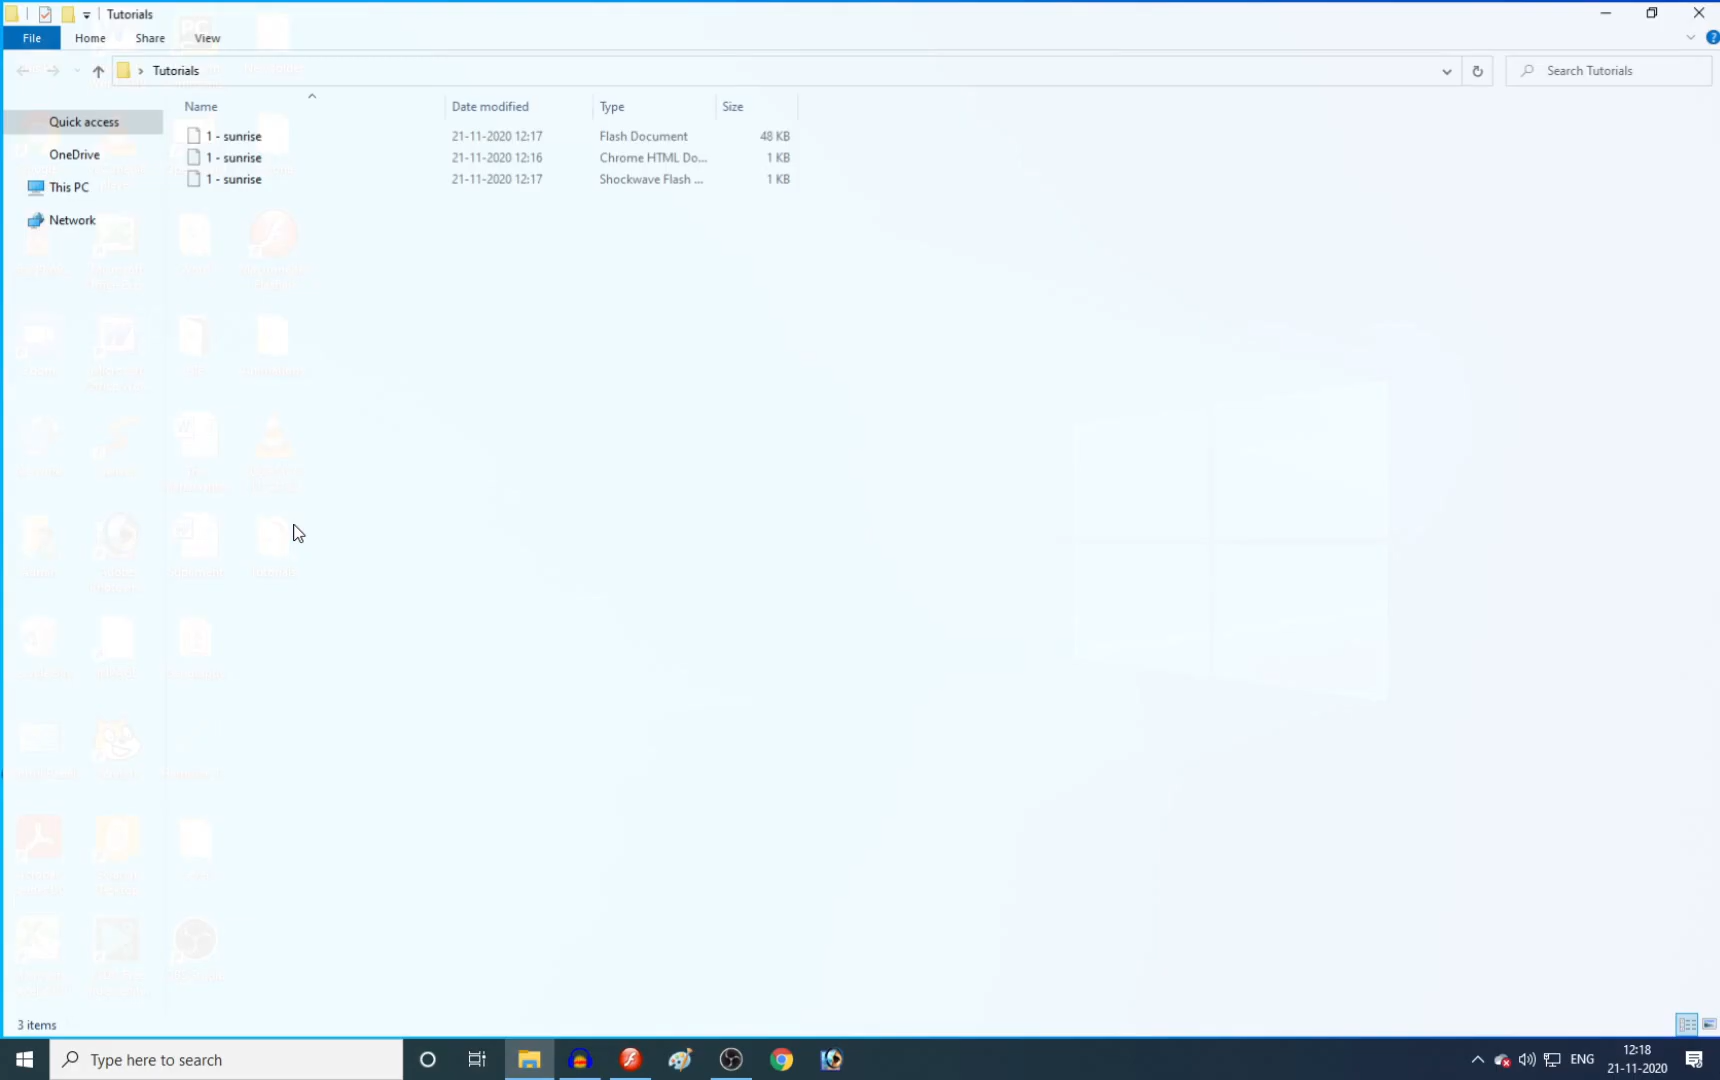 Tutorials
File Home Share View
Tutorials
Search Tutorials
Name Date modified Type Size
Quick access
OneDrive
This PC
Network
1 - sunrise 21-11-2020 12:17 Flash Document 48 KB
1 - sunrise 21-11-2020 12:16 Chrome HTML Do... 1 KB
1 - sunrise 21-11-2020 12:17 Shockwave Flash ... 1 KB
3 items
Type here to search
ENG
12:18
21-11-2020